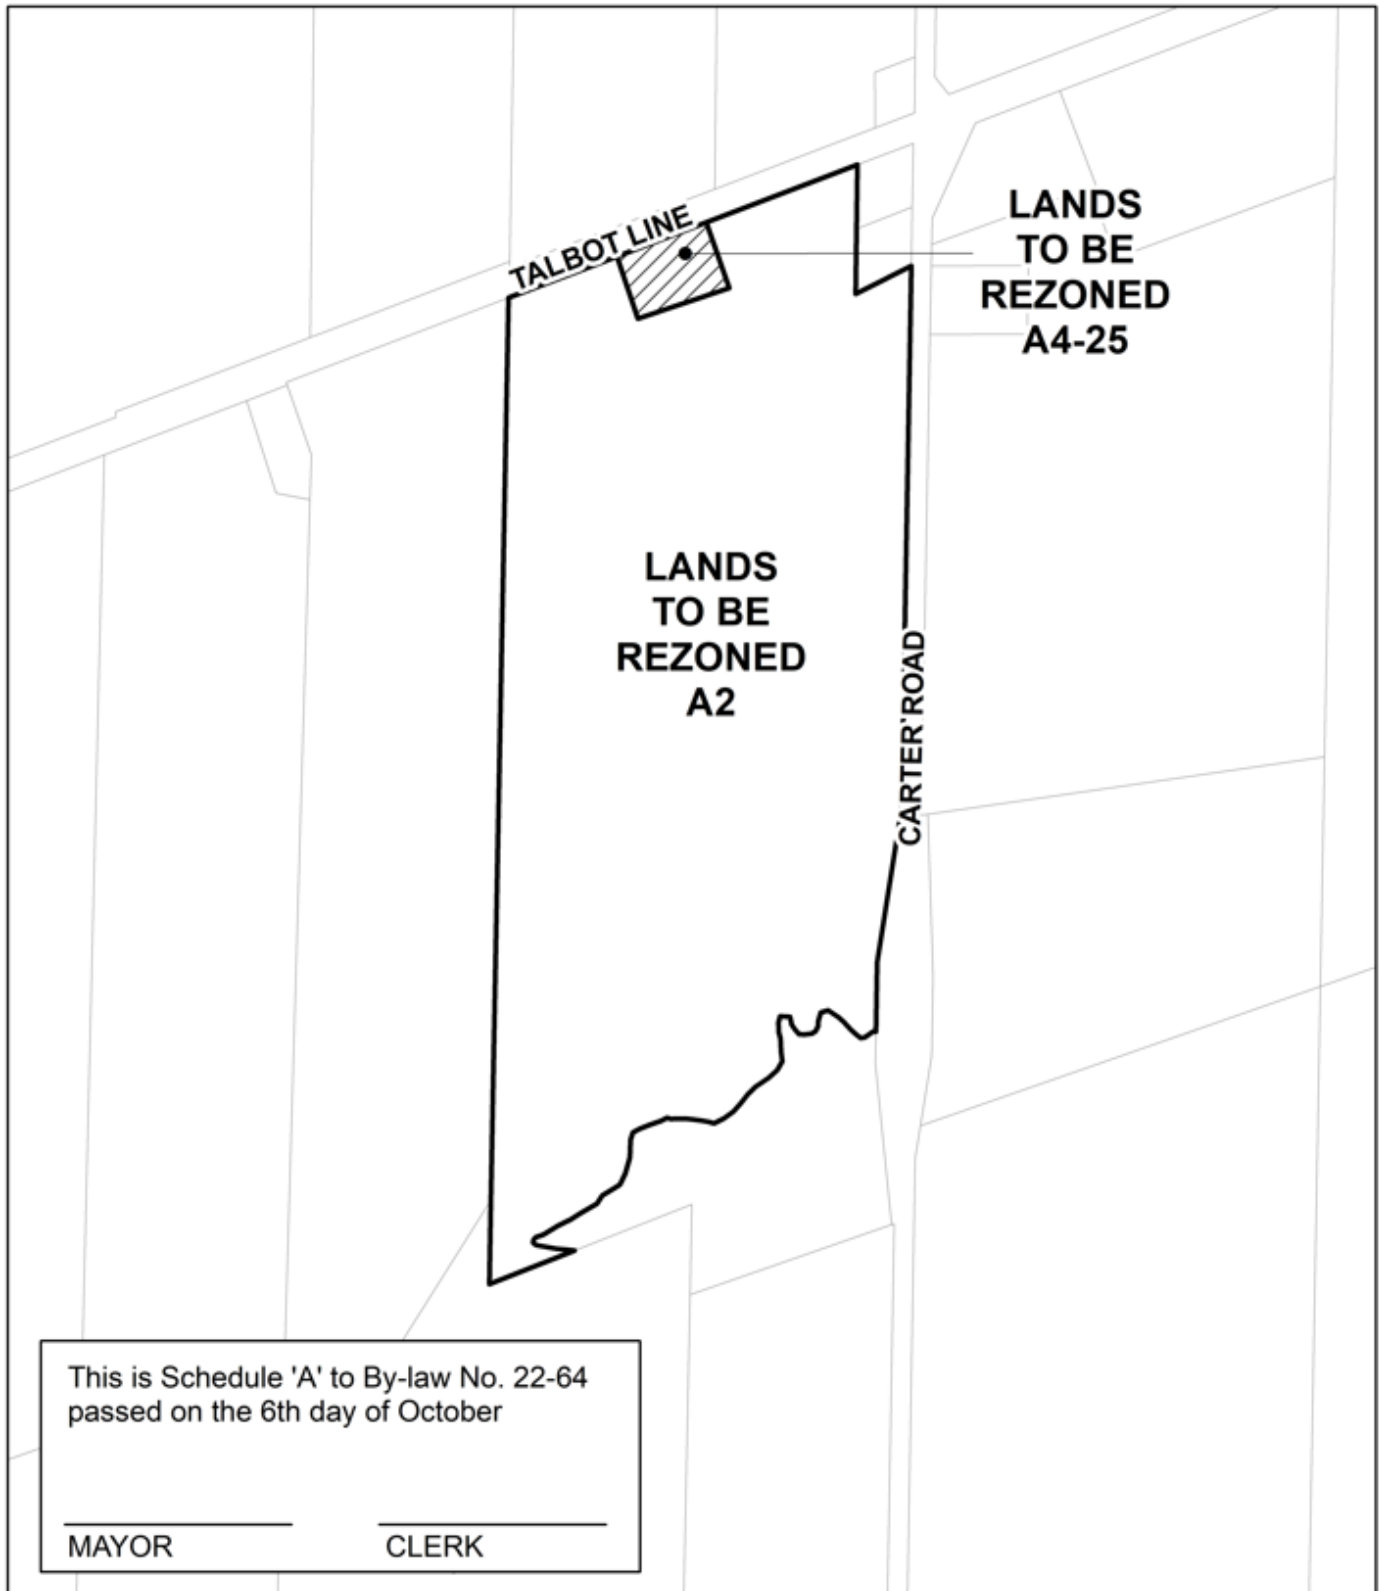 LANDS
TO BE
REZONED
A4-25
TALBOT LINE
LANDS
TO BE
REZONED
A2
CARTER ROAD
This is Schedule 'A' to By-law No. 22-64
passed on the 6th day of October
MAYOR
CLERK